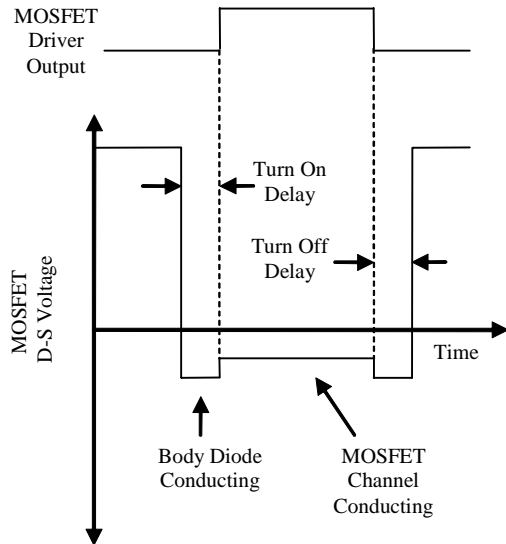 MOSFET
Driver
Output
Turn On
Delay
Turn Off
Delay
MOSFET
D-S Voltage
Time
Body Diode
Conducting
MOSFET
Channel
Conducting